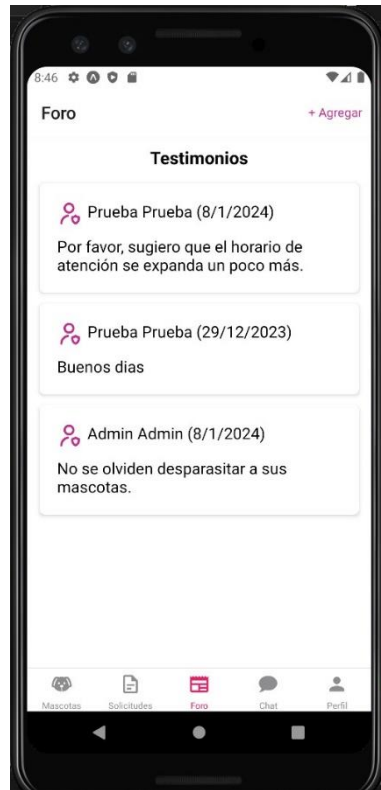 8:46
Foro
+ Agregar
Testimonios
Prueba Prueba (8/1/2024)
Por favor, sugiero que el horario de
atención se expanda un poco más.
Prueba Prueba (29/12/2023)
Buenos dias
Admin Admin (8/1/2024)
No se olviden desparasitar a sus
mascotas.
Mascotas
Solicitudes
Foro
Chat
Perfil